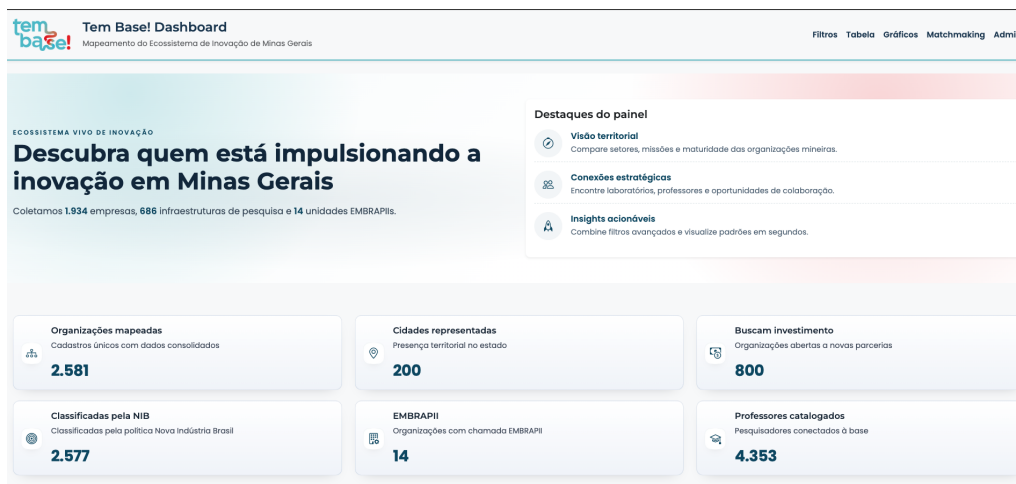 tem
base!
Tem Base! Dashboard
Mapeamento do Ecossistema de Inovação de Minas Gerais
Filtros Tabela Gráficos Matchmaking Admi
ECOSSISTEMA VIVO DE INOVAÇÃO
Descubra quem está impulsionando a
inovação em Minas Gerais
Coletamos 1.934 empresas, 686 infraestruturas de pesquisa e 14 unidades EMBRAPIIs.
Destaques do painel
Visão territorial
Compare setores, missões e maturidade das organizações mineiras.
Conexões estratégicas
Encontre laboratórios, professores e oportunidades de colaboração.
Insights acionáveis
Combine filtros avançados e visualize padrões em segundos.
Organizações mapeadas
Cadastros únicos com dados consolidados
2.581
Cidades representadas
Presença territorial no estado
200
Buscam investimento
Organizações abertas a novas parcerias
800
Classificadas pela NIB
Classificadas pela política Nova Indústria Brasil
2.577
EMBRAPII
Organizações com chamada EMBRAPII
14
Professores catalogados
Pesquisadores conectados à base
4.353